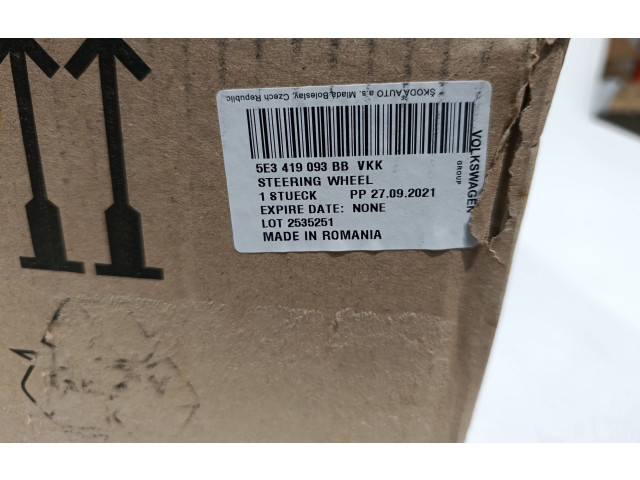 ŠKODA AUTO a.s. Mladá Boleslav, Czech Republic
5E3 419 093 BB VKK
STEERING WHEEL
1 STUECK PP 27.09.2021
EXPIRE DATE: NONE
LOT 2535251
MADE IN ROMANIA
VOLKSWAGEN
GROUP